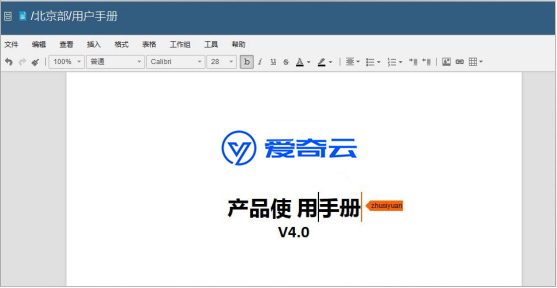 /北京部/用户手册
文件 编辑 查看 插入 格式 表格 工作组 工具 帮助
100% 普通 Calibri 28 b i U S A
爱奇云
产品使 用手册
zhusiyuan
V4.0